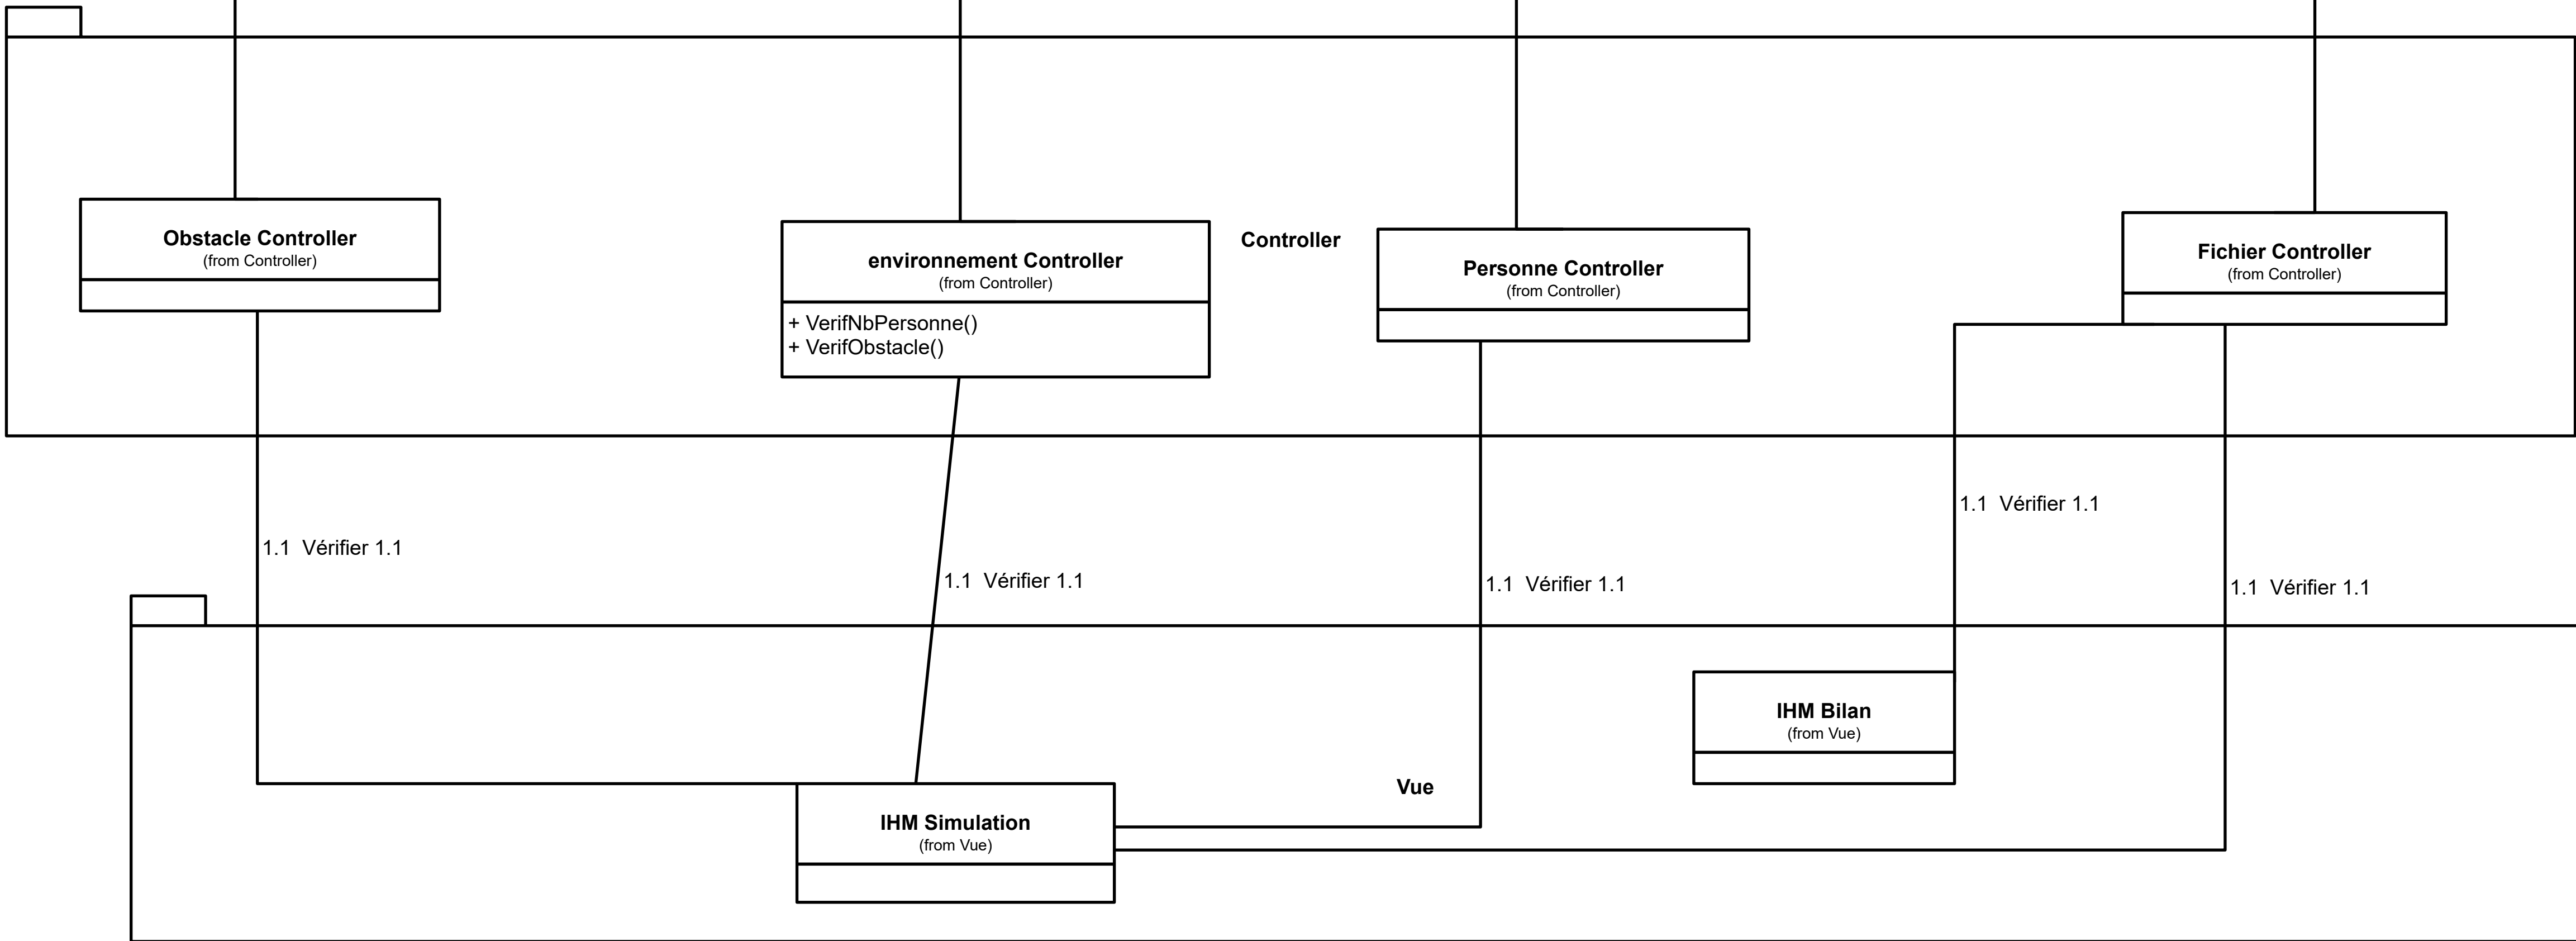 Obstacle Controller
(from Controller)
environnement Controller
(from Controller)
+ VerifNbPersonne()
+ VerifObstacle()
Controller
Personne Controller
(from Controller)
Fichier Controller
(from Controller)
1.1 Vérifier 1.1
1.1 Vérifier 1.1
1.1 Vérifier 1.1
1.1 Vérifier 1.1
1.1 Vérifier 1.1
IHM Bilan
(from Vue)
Vue
IHM Simulation
(from Vue)